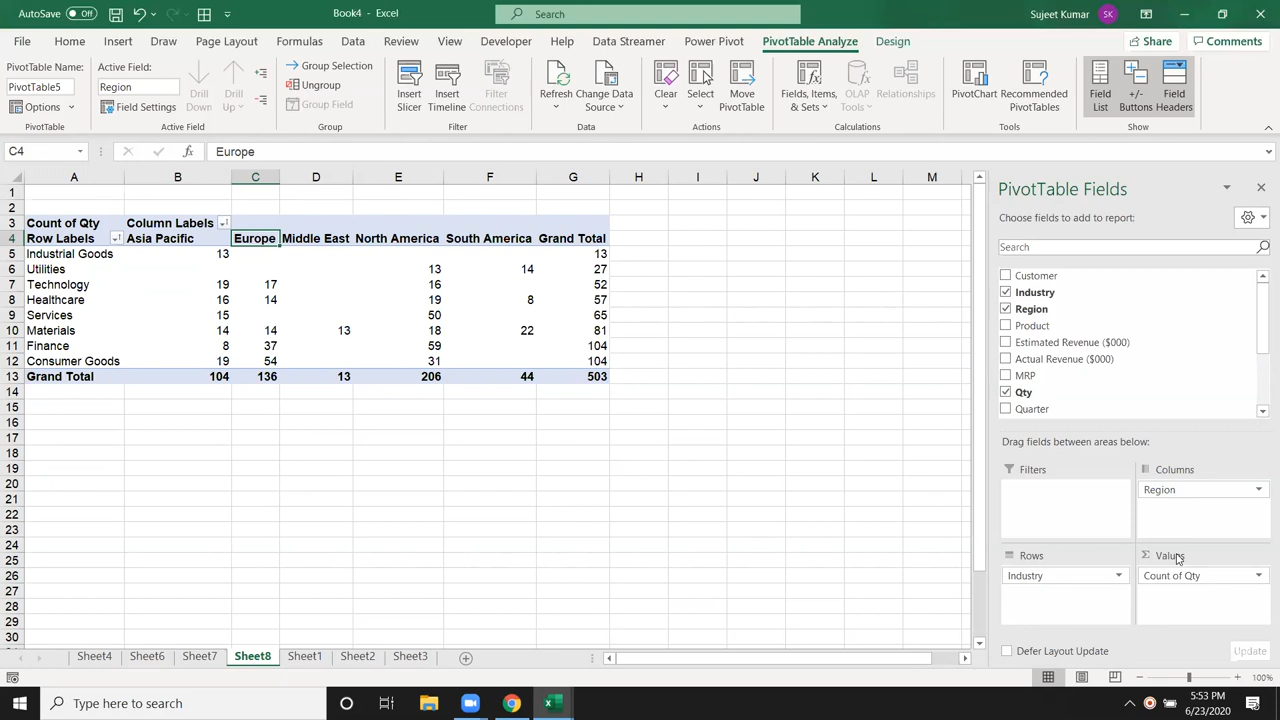 AutoSave Off Book4 - Excel Search Sujeet Kumar SK
File Home Insert Draw Page Layout Formulas Data Review View Developer Help Data Streamer Power Pivot PivotTable Analyze Design Share Comments
PivotTable Name:
PivotTable5
Options
PivotTable
Active Field:
Region
Field Settings
Drill Down
Drill Up
Active Field
Group Selection
Ungroup
Group Field
Group
Insert Slicer
Insert Timeline
Filter Connections
Filter
Refresh
Change Data Source
Data
Clear
Select
Move PivotTable
Actions
Fields, Items, & Sets
OLAP Tools
Relationships
Calculations
PivotChart
Recommended PivotTables
Tools
Field List
+/- Buttons
Field Headers
Show
C4 fx Europe
A B C D E F G H I J K L M
1
2
3 Count of Qty Column Labels
4 Row Labels Asia Pacific Europe Middle East North America South America Grand Total
5 Industrial Goods 13 13
6 Utilities 13 14 27
7 Technology 19 17 16 52
8 Healthcare 16 14 19 8 57
9 Services 15 50 65
10 Materials 14 14 13 18 22 81
11 Finance 8 37 59 104
12 Consumer Goods 19 54 31 104
13 Grand Total 104 136 13 206 44 503
14
15
16
17
18
19
20
21
22
23
24
25
26
27
28
29
30
PivotTable Fields
Choose fields to add to report:
Search
Customer
Industry
Region
Product
Estimated Revenue ($000)
Actual Revenue ($000)
MRP
Qty
Quarter
Drag fields between areas below:
Filters
Columns
Region
Rows
Industry
Values
Count of Qty
Defer Layout Update Update
Sheet4 Sheet6 Sheet7 Sheet8 Sheet1 Sheet2 Sheet3
100%
Type here to search
5:53 PM
6/23/2020